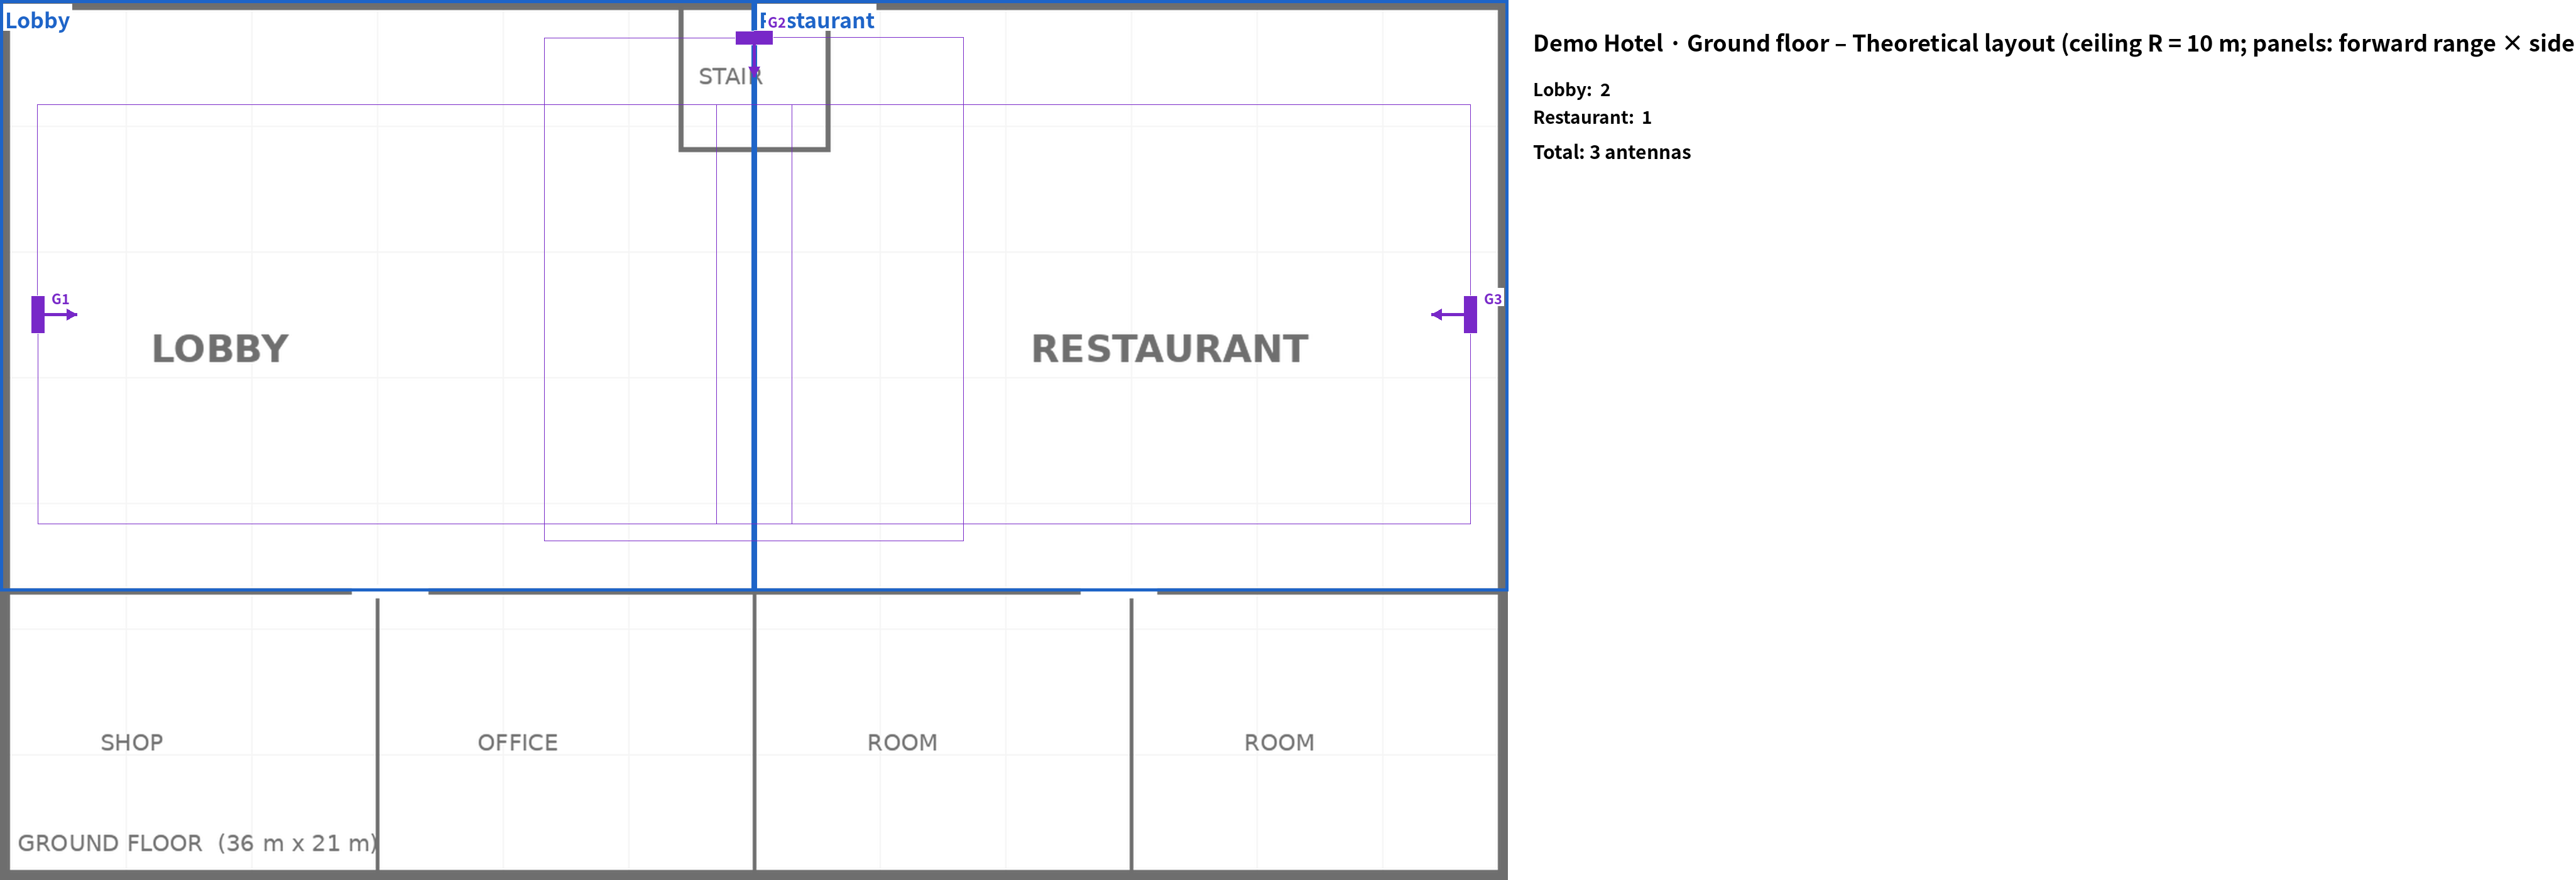 Lobby
staurant
G2
STAIR
G1
G3
LOBBY
RESTAURANT
SHOP
OFFICE
ROOM
ROOM
GROUND FLOOR (36 m x 21 m)
Demo Hotel · Ground floor – Theoretical layout (ceiling R = 10 m; panels: forward range × side
Lobby: 2
Restaurant: 1
Total: 3 antennas